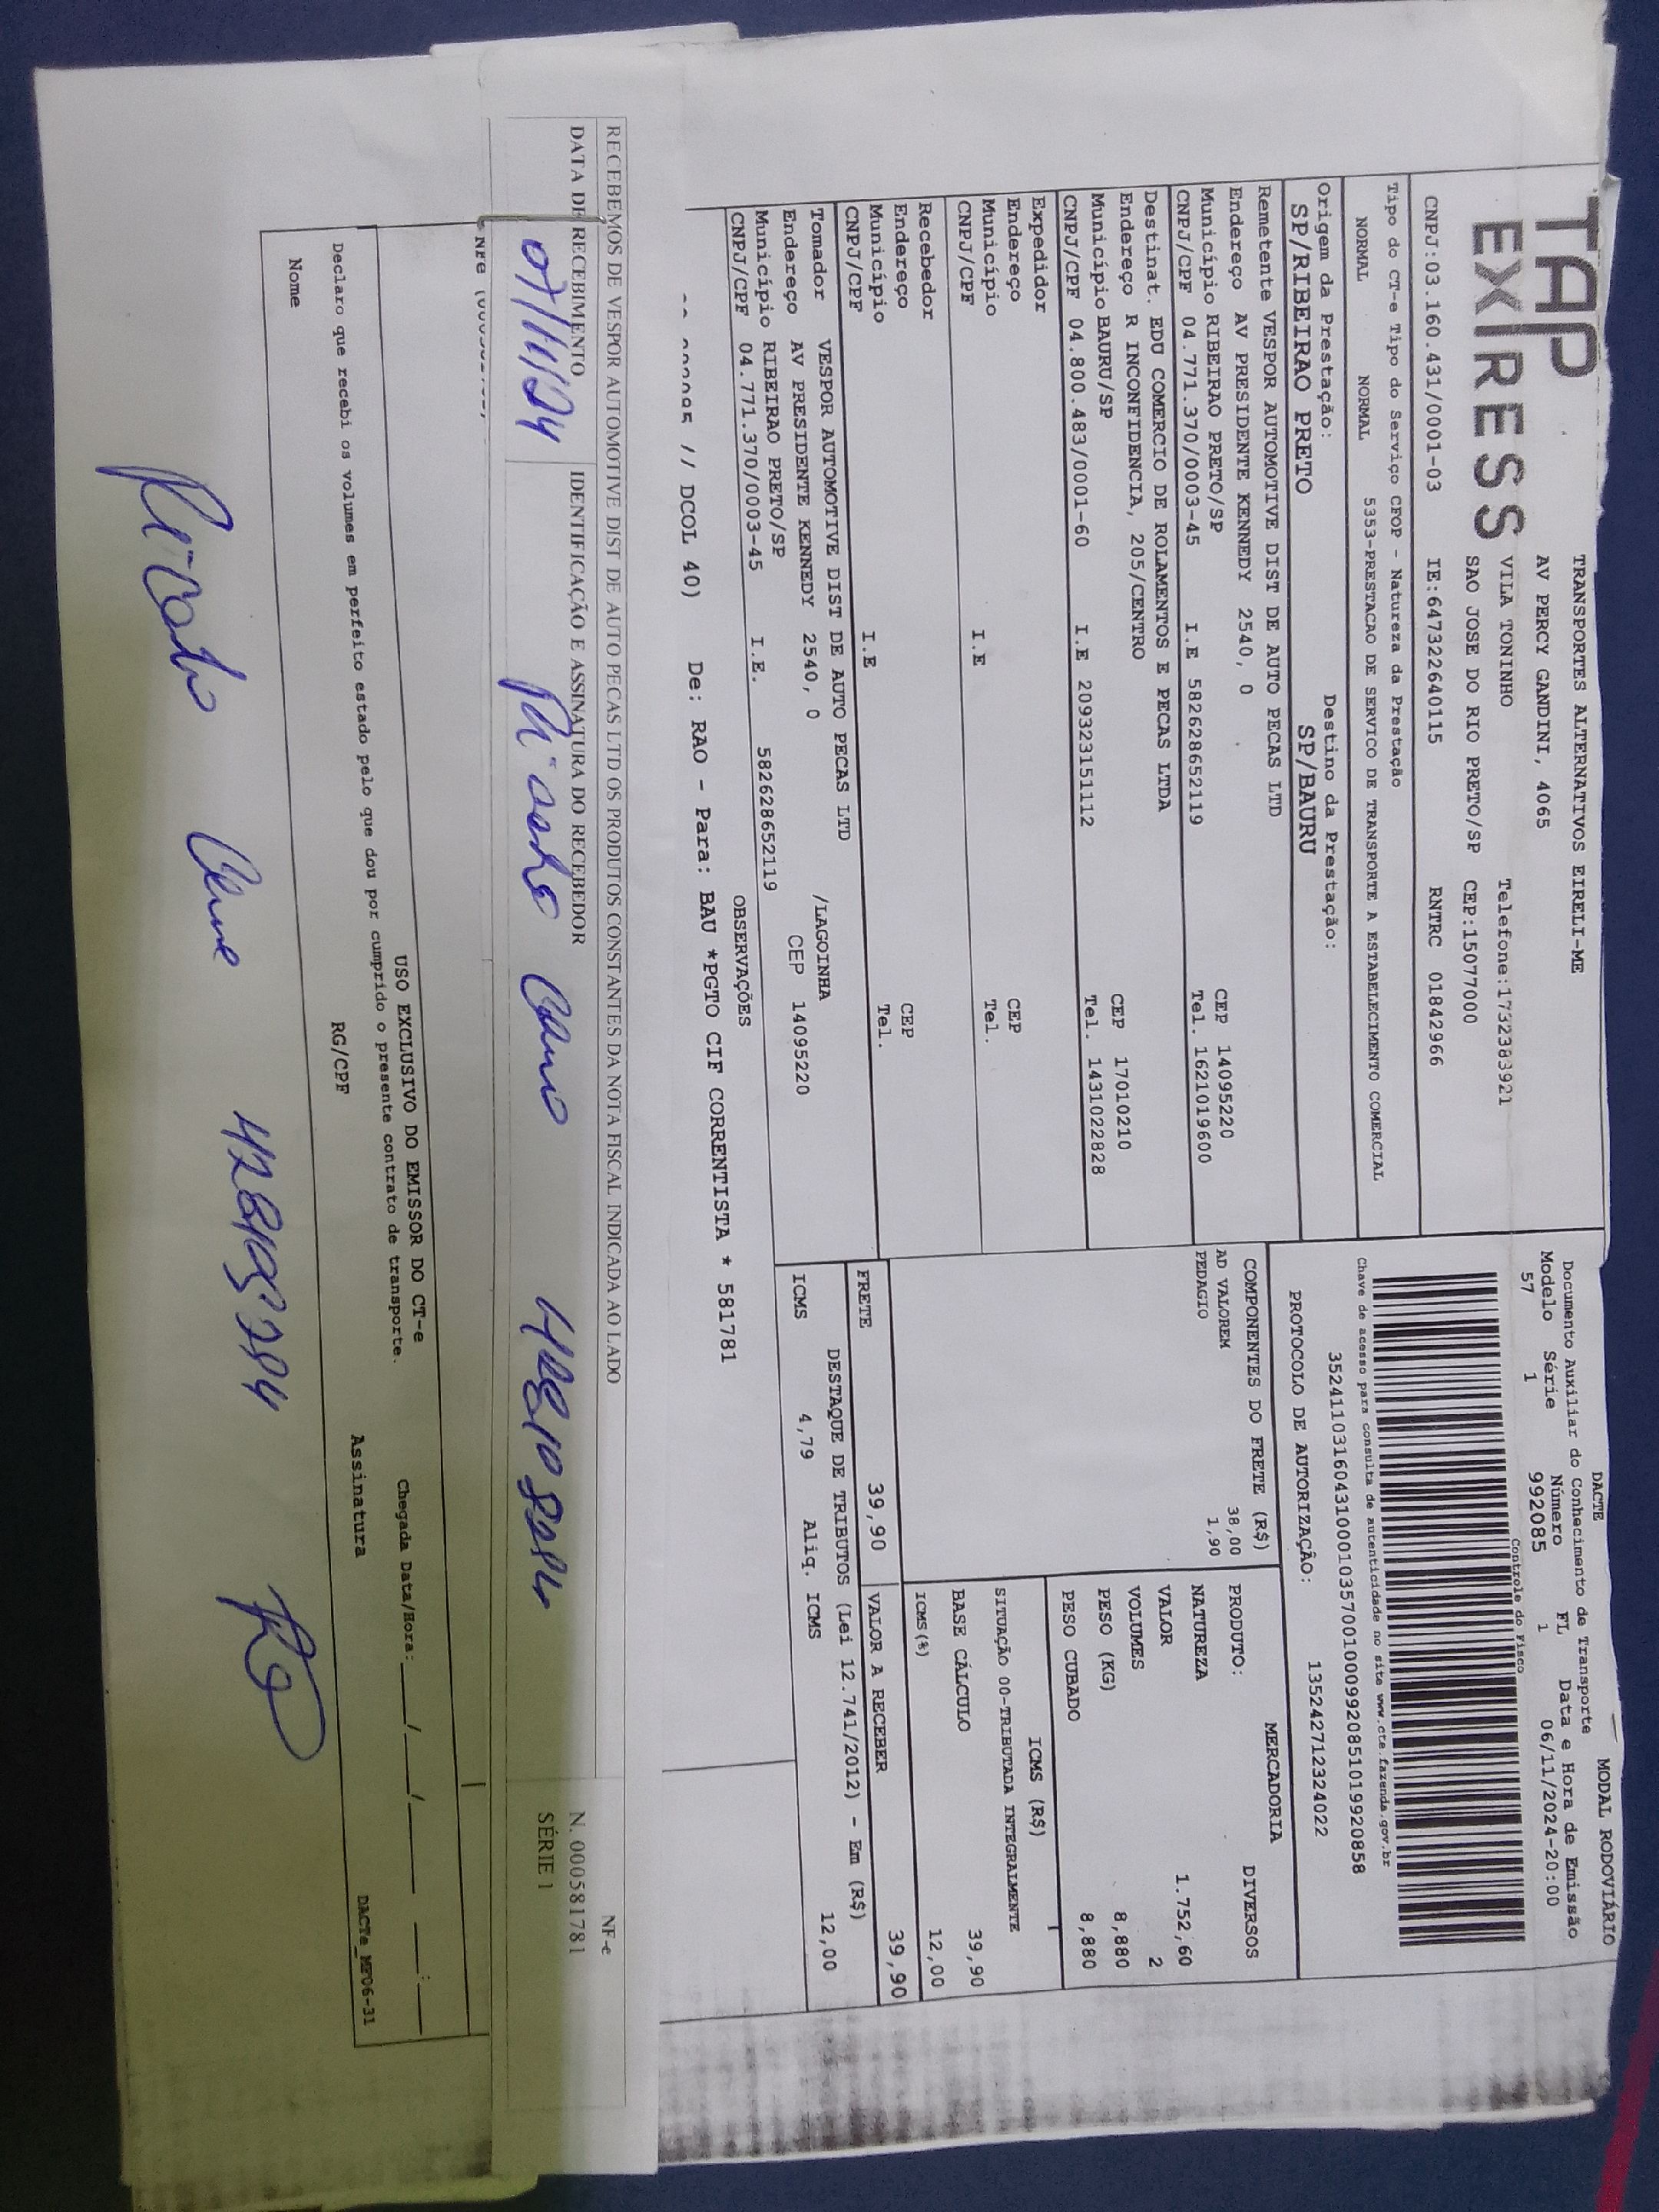 TAP
EXPRESS
TRANSPORTES ALTERNATIVOS EIRELI-ME
AV PERCY GANDINI, 4065
VILA TONINHO Telefone:1732383921
SAO JOSE DO RIO PRETO/SP CEP:15077000
CNPJ:03.160.431/0001-03 IE:647322640115 RNTRC 01842966
Tipo do CT-e Tipo do Serviço CFOP - Natureza da Prestação
NORMAL NORMAL 5353-PRESTACAO DE SERVICO DE TRANSPORTE A ESTABELECIMENTO COMERCIAL
Origem da Prestação: Destino da Prestação:
SP/RIBEIRAO PRETO SP/BAURU
Remetente VESPOR AUTOMOTIVE DIST DE AUTO PECAS LTD
Endereço AV PRESIDENTE KENNEDY 2540, 0 CEP 14095220
Município RIBEIRAO PRETO/SP Tel. 1621019600
CNPJ/CPF 04.771.370/0003-45 I.E 582628652119
Destinat. EDU COMERCIO DE ROLAMENTOS E PECAS LTDA
Endereço R INCONFIDENCIA, 205/CENTRO CEP 17010210
Município BAURU/SP Tel. 1431022828
CNPJ/CPF 04.800.483/0001-60 I.E 209323151112
Expedidor
Endereço CEP
Município Tel.
CNPJ/CPF I.E
Recebedor
Endereço CEP
Município Tel.
CNPJ/CPF I.E
Tomador VESPOR AUTOMOTIVE DIST DE AUTO PECAS LTD
Endereço AV PRESIDENTE KENNEDY 2540, 0 /LAGOINHA
Município RIBEIRAO PRETO/SP CEP 14095220
CNPJ/CPF 04.771.370/0003-45 I.E. 582628652119
OBSERVAÇÕES
// DCOL 40) De: RAO - Para: BAU *PGTO CIF CORRENTISTA * 581781
DACTE MODAL RODOVIÁRIO
Documento Auxiliar do Conhecimento de Transporte
Modelo Série Número FL Data e Hora de Emissão
57 1 992085 1 06/11/2024-20:00
Controle do Fisco
Chave de acesso para consulta de autenticidade no site www.cte.fazenda.gov.br
35241103160431000103570010009920851019920858
PROTOCOLO DE AUTORIZAÇÃO: 135242712324022
COMPONENTES DO FRETE (R$)
AD VALOREM 38,00
PEDAGIO 1,90
MERCADORIA
PRODUTO: DIVERSOS
NATUREZA
VALOR 1.752,60
VOLUMES 2
PESO (KG) 8,880
PESO CUBADO 8,880
ICMS (R$)
SITUAÇÃO 00-TRIBUTADA INTEGRALMENTE
BASE CÁLCULO 39,90
ICMS(%) 12,00
FRETE 39,90 VALOR A RECEBER 39,90
DESTAQUE DE TRIBUTOS (Lei 12.741/2012) - Em (R$)
ICMS 4,79 Aliq. ICMS 12,00
RECEBEMOS DE VESPOR AUTOMOTIVE DIST DE AUTO PECAS LTD OS PRODUTOS CONSTANTES DA NOTA FISCAL INDICADA AO LADO
DATA DE RECEBIMENTO IDENTIFICAÇÃO E ASSINATURA DO RECEBEDOR
07/11/24
NF-e
N. 000581781
SÉRIE 1
USO EXCLUSIVO DO EMISSOR DO CT-e
Declaro que recebi os volumes em perfeito estado pelo que dou por cumprido o presente contrato de transporte.
Chegada Data/Hora: ___/___/___ __:__
Nome RG/CPF Assinatura
DACTe_MF06-31